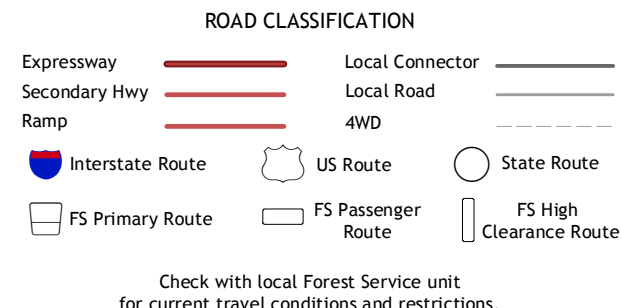 ROAD CLASSIFICATION
Expressway
Local Connector
Secondary Hwy
Local Road
Ramp
4WD
Interstate Route
US Route
State Route
FS Primary Route
FS Passenger
Route
FS High
Clearance Route
Check with local Forest Service unit
for current travel conditions and restrictions.